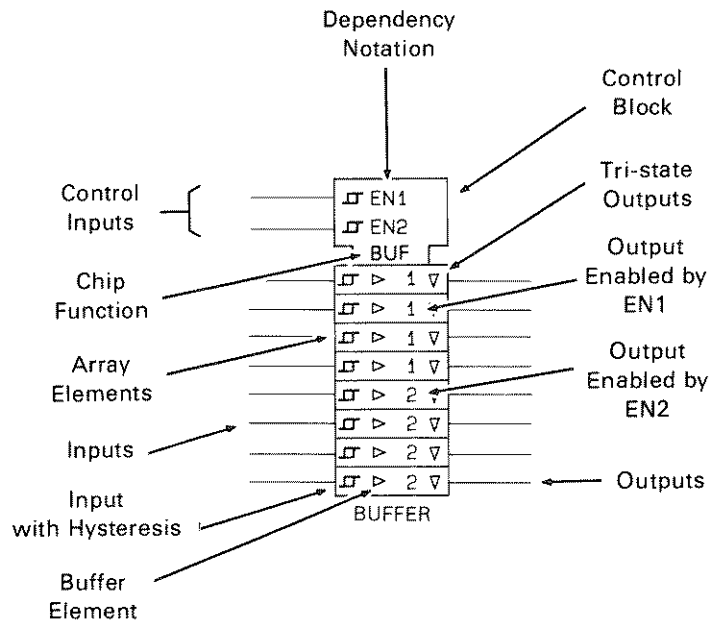 Dependency
Notation
Control
Block
Control
Inputs
EN1
EN2
BUF
Tri-state
Outputs
Chip
Function
1
1
1
1
2
2
2
2
Output
Enabled by
EN1
Array
Elements
Output
Enabled by
EN2
Inputs
Outputs
Input
with Hysteresis
BUFFER
Buffer
Element